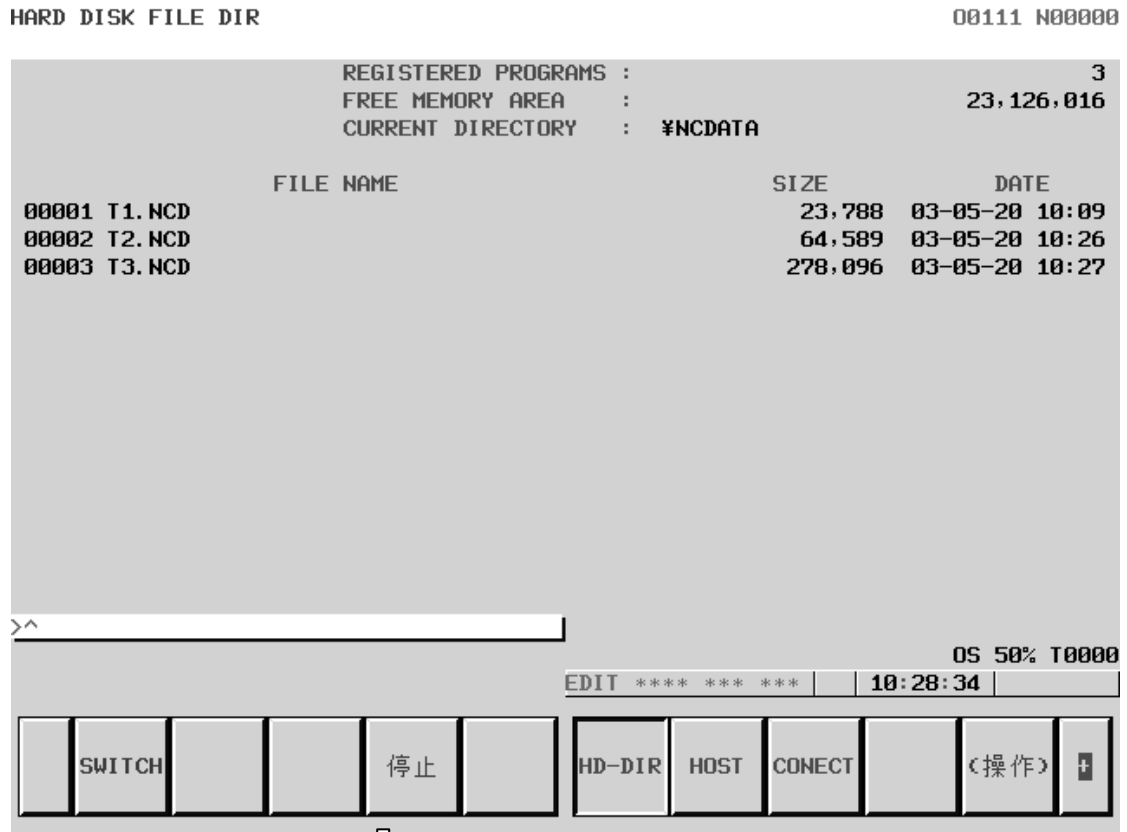 HARD DISK FILE DIR O0111 N00000
REGISTERED PROGRAMS : 3
FREE MEMORY AREA : 23,126,016
CURRENT DIRECTORY : ¥NCDATA
FILE NAME SIZE DATE
00001 T1.NCD 23,788 03-05-20 10:09
00002 T2.NCD 64,589 03-05-20 10:26
00003 T3.NCD 278,096 03-05-20 10:27
>^
OS 50% T0000
EDIT **** *** *** 10:28:34
SWITCH 停止 HD-DIR HOST CONECT (操作) +